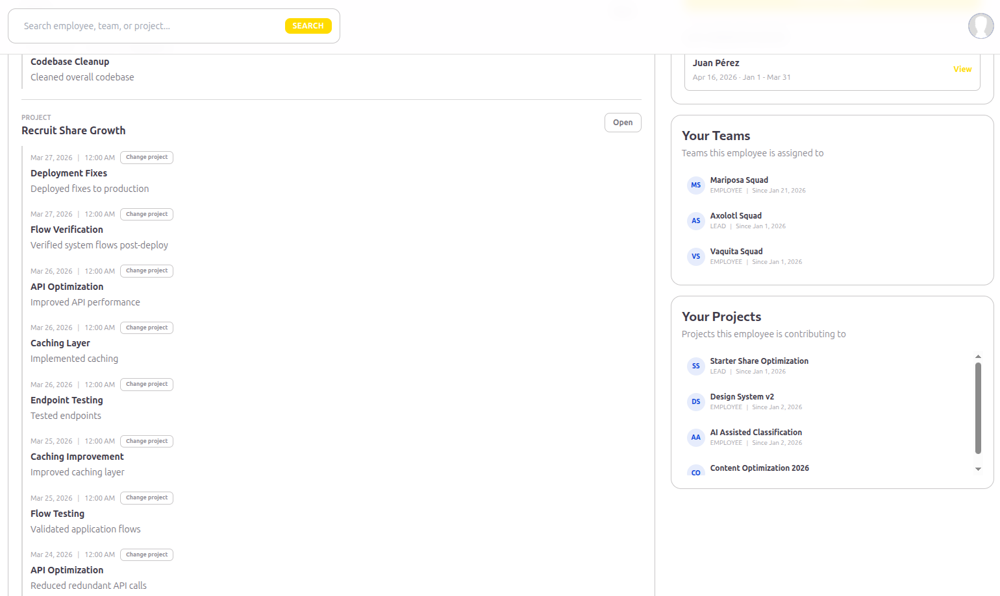 Search employee, team, or project...
SEARCH
Codebase Cleanup
Cleaned overall codebase
PROJECT
Recruit Share Growth
Open
Mar 27, 2026 | 12:00 AM Change project
Deployment Fixes
Deployed fixes to production
Mar 27, 2026 | 12:00 AM Change project
Flow Verification
Verified system flows post-deploy
Mar 26, 2026 | 12:00 AM Change project
API Optimization
Improved API performance
Mar 26, 2026 | 12:00 AM Change project
Caching Layer
Implemented caching
Mar 26, 2026 | 12:00 AM Change project
Endpoint Testing
Tested endpoints
Mar 25, 2026 | 12:00 AM Change project
Caching Improvement
Improved caching layer
Mar 25, 2026 | 12:00 AM Change project
Flow Testing
Validated application flows
Mar 24, 2026 | 12:00 AM Change project
API Optimization
Reduced redundant API calls
Juan Pérez
Apr 16, 2026 · Jan 1 - Mar 31
View
Your Teams
Teams this employee is assigned to
MS
Mariposa Squad
EMPLOYEE | Since Jan 21, 2026
AS
Axolotl Squad
LEAD | Since Jan 1, 2026
VS
Vaquita Squad
EMPLOYEE | Since Jan 1, 2026
Your Projects
Projects this employee is contributing to
SS
Starter Share Optimization
LEAD | Since Jan 1, 2026
DS
Design System v2
EMPLOYEE | Since Jan 2, 2026
AA
AI Assisted Classification
EMPLOYEE | Since Jan 2, 2026
CO
Content Optimization 2026